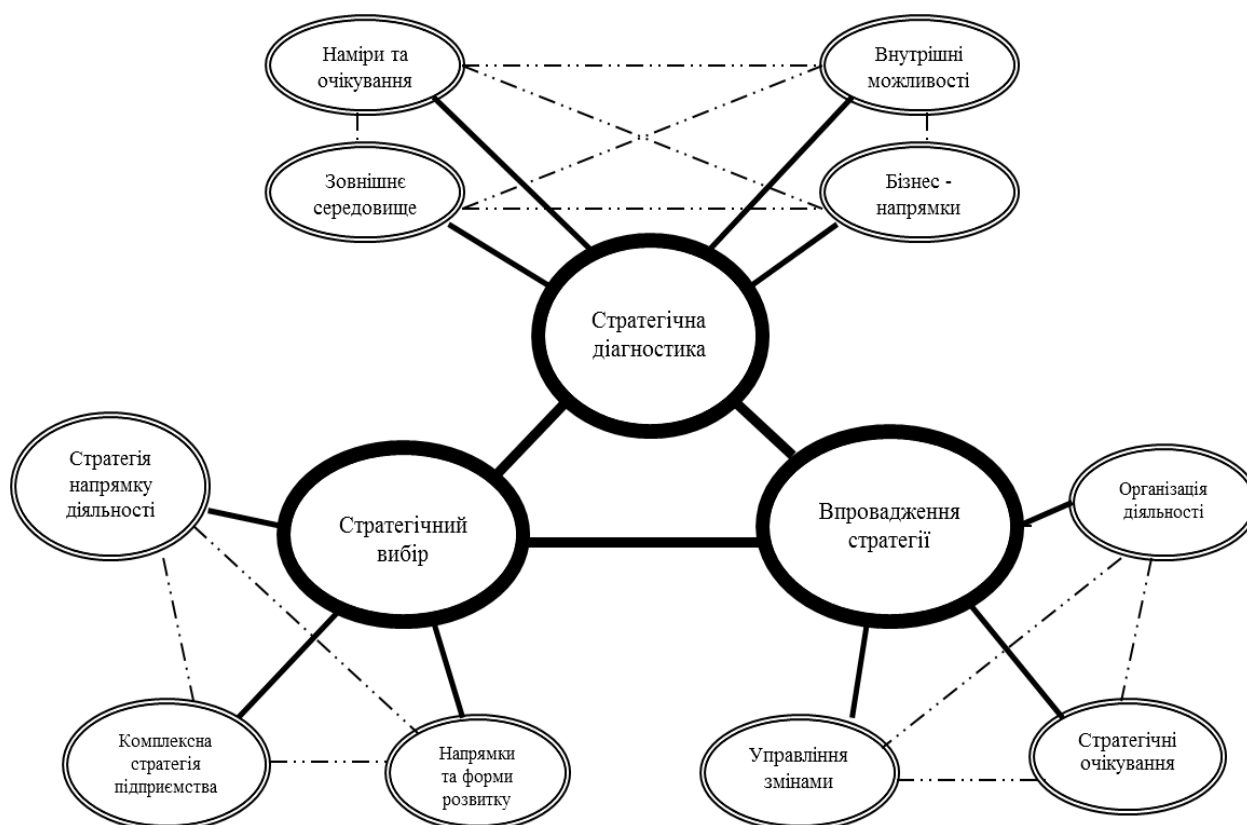 Наміри та
очікування
Внутрішні
можливості
Зовнішнє
середовище
Бізнес -
напрямки
Стратегічна
діагностика
Стратегія
напрямку
діяльності
Стратегічний
вибір
Впровадження
стратегії
Організація
діяльності
Комплексна
стратегія
підприємства
Напрямки
та форми
розвитку
Управління
змінами
Стратегічні
очікування